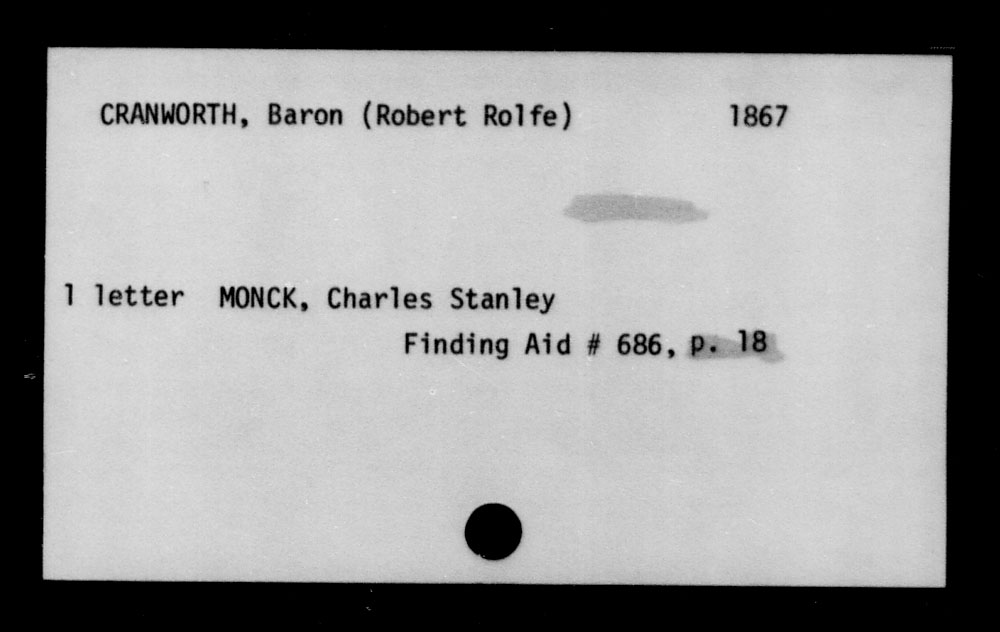 CRANWORTH, Baron (Robert Rolfe) 1867
1 letter MONCK, Charles Stanley
Finding Aid # 686, p. 18